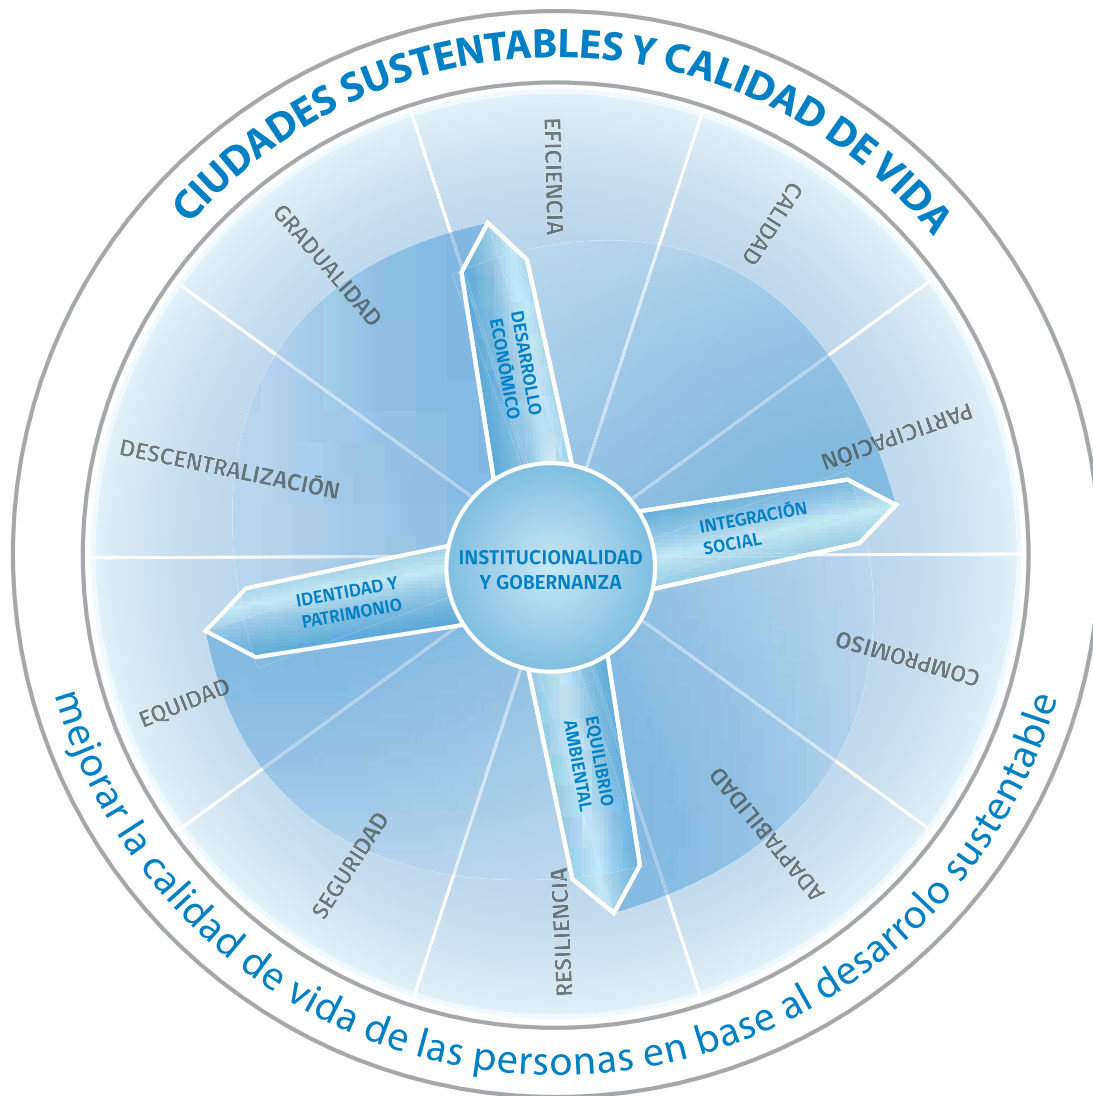 CIUDADES SUSTENTABLES Y CALIDAD DE VIDA
EFICIENCIA
CALIDAD
PARTICIPACIÓN
COMPROMISO
ADAPTABILIDAD
RESILIENCIA
SEGURIDAD
EQUIDAD
DESCENTRALIZACIÓN
GRADUALIDAD
DESARROLLO
ECONÓMICO
INTEGRACIÓN
SOCIAL
EQUILIBRIO
AMBIENTAL
IDENTIDAD Y
PATRIMONIO
INSTITUCIONALIDAD
Y GOBERNANZA
mejorar la calidad de vida de las personas en base al desarrolo sustentable